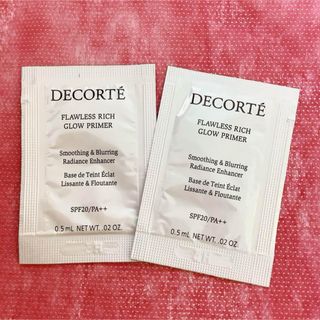 DECORTÉ
FLAWLESS RICH
GLOW PRIMER
Smoothing & Blurring
Radiance Enhancer
Base de Teint Éclat
Lissante & Floutante
SPF20/PA++
0.5 mL NET WT. .02 OZ.
DECORTÉ
FLAWLESS RICH
GLOW PRIMER
Smoothing & Blurring
Radiance Enhancer
Base de Teint Éclat
Lissante & Floutante
SPF20/PA++
0.5 mL NET WT. .02 OZ.